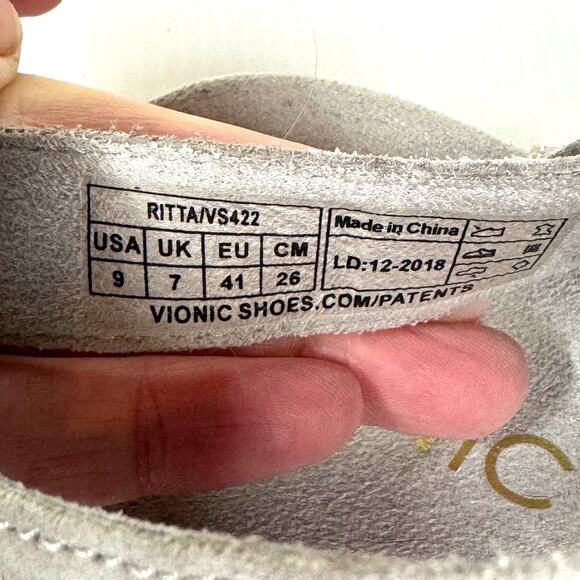 RITTA/VS422
USA UK EU CM
9 7 41 26
Made in China
LD:12-2018
VIONIC SHOES.COM/PATENTS
IC